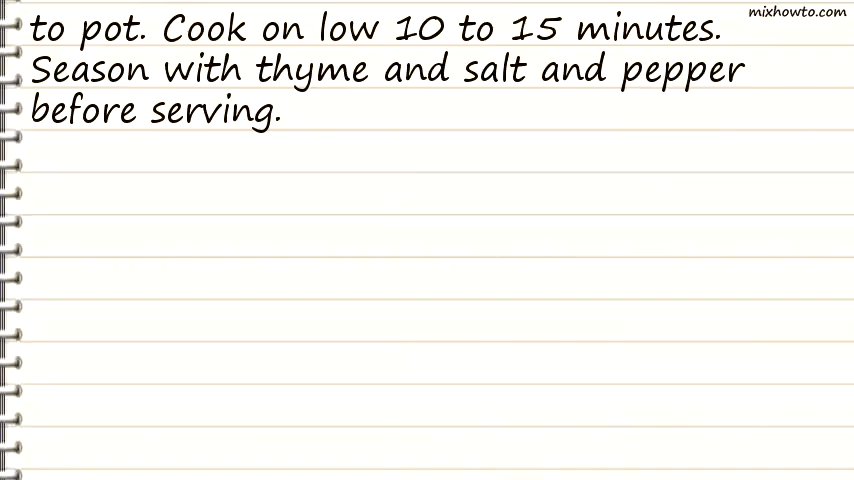 mixhowto.com
to pot. Cook on low 10 to 15 minutes.
Season with thyme and salt and pepper
before serving.